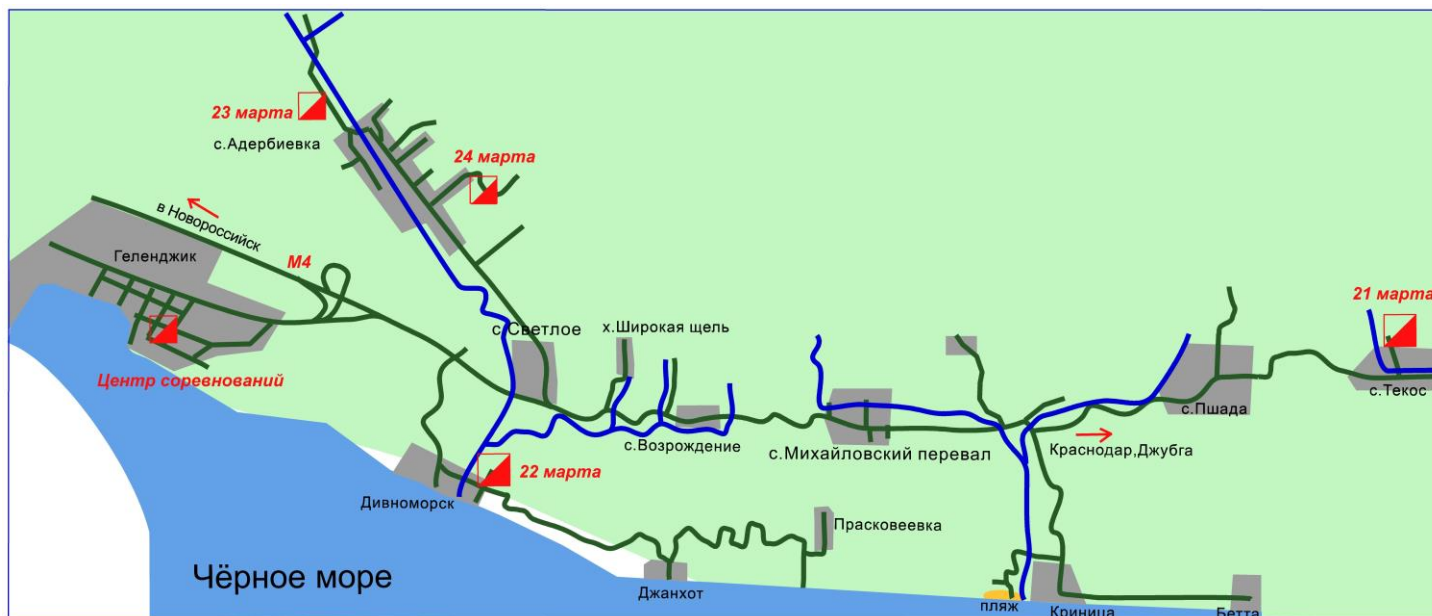 23 марта
с.Адербиевка
24 марта
в Новороссийск
Геленджик
М4
21 марта
с.Светлое
х.Широкая щель
Центр соревнований
с.Текос
с.Пшада
с.Возрождение
с.Михайловский перевал
Краснодар,Джубга
22 марта
Дивноморск
Прасковеевка
Чёрное море
Джанхот
пляж
Криница
Бетта